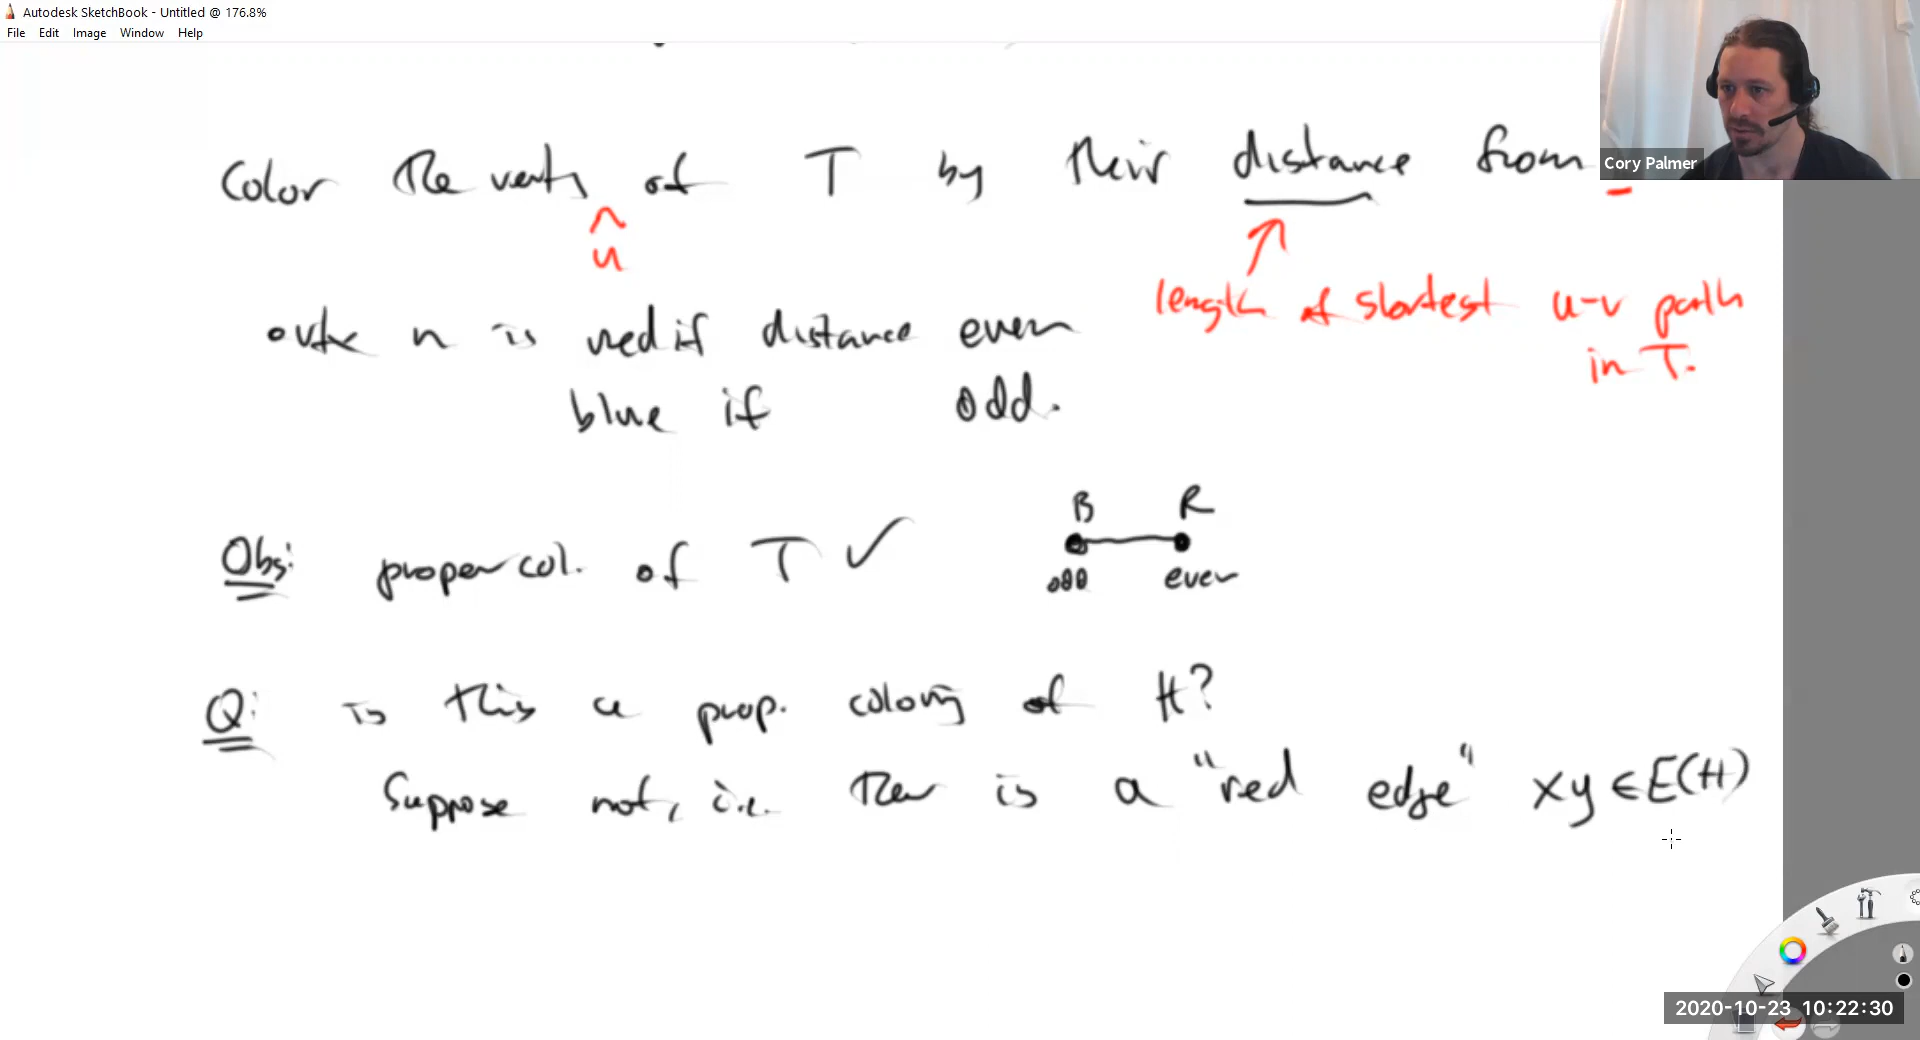 Autodesk SketchBook - Untitled @ 176.8%
File Edit Image Window Help
Cory Palmer
Color the verts of T by their distance from
u
length of shortest u-v path
in T.
vtx u is red if distance even
blue if odd.
B R
Obs: proper col. of T ✓
odd even
Q: is this a prop. coloring of H?
Suppose not, i.e. there is a "red edge" xy ∈ E(H)
2020-10-23 10:22:30